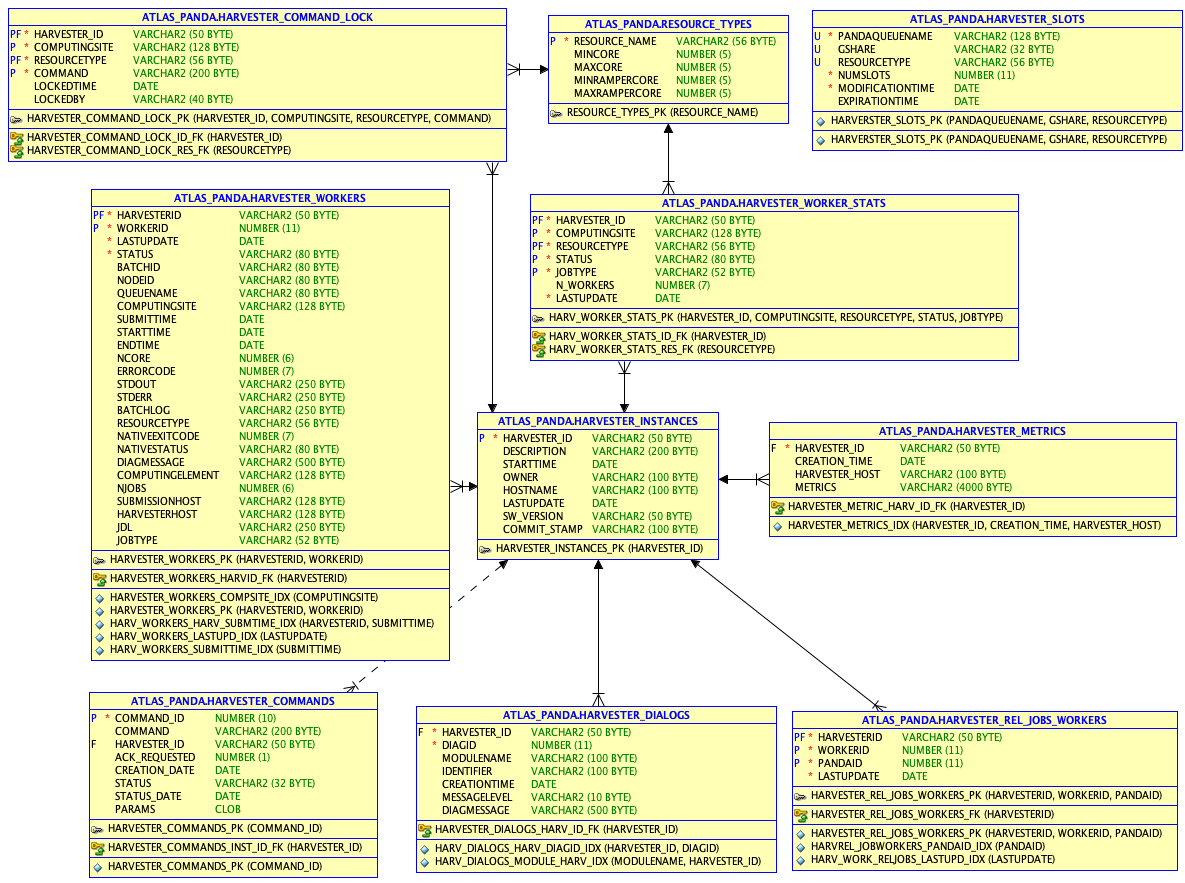 ATLAS_PANDA.HARVESTER_COMMAND_LOCK
PF * HARVESTER_ID VARCHAR2 (50 BYTE)
P * COMPUTINGSITE VARCHAR2 (128 BYTE)
PF * RESOURCETYPE VARCHAR2 (56 BYTE)
P * COMMAND VARCHAR2 (200 BYTE)
LOCKEDTIME DATE
LOCKEDBY VARCHAR2 (40 BYTE)
HARVESTER_COMMAND_LOCK_PK (HARVESTER_ID, COMPUTINGSITE, RESOURCETYPE, COMMAND)
HARVESTER_COMMAND_LOCK_ID_FK (HARVESTER_ID)
HARVESTER_COMMAND_LOCK_RES_FK (RESOURCETYPE)
ATLAS_PANDA.RESOURCE_TYPES
P * RESOURCE_NAME VARCHAR2 (56 BYTE)
MINCORE NUMBER (5)
MAXCORE NUMBER (5)
MINRAMPERCORE NUMBER (5)
MAXRAMPERCORE NUMBER (5)
RESOURCE_TYPES_PK (RESOURCE_NAME)
ATLAS_PANDA.HARVESTER_SLOTS
U * PANDAQUEUENAME VARCHAR2 (128 BYTE)
U GSHARE VARCHAR2 (32 BYTE)
U RESOURCETYPE VARCHAR2 (56 BYTE)
* NUMSLOTS NUMBER (11)
* MODIFICATIONTIME DATE
EXPIRATIONTIME DATE
HARVERSTER_SLOTS_PK (PANDAQUEUENAME, GSHARE, RESOURCETYPE)
HARVERSTER_SLOTS_PK (PANDAQUEUENAME, GSHARE, RESOURCETYPE)
ATLAS_PANDA.HARVESTER_WORKERS
PF * HARVESTERID VARCHAR2 (50 BYTE)
P * WORKERID NUMBER (11)
* LASTUPDATE DATE
* STATUS VARCHAR2 (80 BYTE)
BATCHID VARCHAR2 (80 BYTE)
NODEID VARCHAR2 (80 BYTE)
QUEUENAME VARCHAR2 (80 BYTE)
COMPUTINGSITE VARCHAR2 (128 BYTE)
SUBMITTIME DATE
STARTTIME DATE
ENDTIME DATE
NCORE NUMBER (6)
ERRORCODE NUMBER (7)
STDOUT VARCHAR2 (250 BYTE)
STDERR VARCHAR2 (250 BYTE)
BATCHLOG VARCHAR2 (250 BYTE)
RESOURCETYPE VARCHAR2 (56 BYTE)
NATIVEEXITCODE NUMBER (7)
NATIVESTATUS VARCHAR2 (80 BYTE)
DIAGMESSAGE VARCHAR2 (500 BYTE)
COMPUTINGELEMENT VARCHAR2 (128 BYTE)
NJOBS NUMBER (6)
SUBMISSIONHOST VARCHAR2 (128 BYTE)
HARVESTERHOST VARCHAR2 (128 BYTE)
JDL VARCHAR2 (250 BYTE)
JOBTYPE VARCHAR2 (52 BYTE)
HARVESTER_WORKERS_PK (HARVESTERID, WORKERID)
HARVESTER_WORKERS_HARVID_FK (HARVESTERID)
HARVESTER_WORKERS_COMPSITE_IDX (COMPUTINGSITE)
HARVESTER_WORKERS_PK (HARVESTERID, WORKERID)
HARV_WORKERS_HARV_SUBMTIME_IDX (HARVESTERID, SUBMITTIME)
HARV_WORKERS_LASTUPD_IDX (LASTUPDATE)
HARV_WORKERS_SUBMITTIME_IDX (SUBMITTIME)
ATLAS_PANDA.HARVESTER_WORKER_STATS
PF * HARVESTER_ID VARCHAR2 (50 BYTE)
P * COMPUTINGSITE VARCHAR2 (128 BYTE)
PF * RESOURCETYPE VARCHAR2 (56 BYTE)
P * STATUS VARCHAR2 (80 BYTE)
P * JOBTYPE VARCHAR2 (52 BYTE)
N_WORKERS NUMBER (7)
* LASTUPDATE DATE
HARV_WORKER_STATS_PK (HARVESTER_ID, COMPUTINGSITE, RESOURCETYPE, STATUS, JOBTYPE)
HARV_WORKER_STATS_ID_FK (HARVESTER_ID)
HARV_WORKER_STATS_RES_FK (RESOURCETYPE)
ATLAS_PANDA.HARVESTER_INSTANCES
P * HARVESTER_ID VARCHAR2 (50 BYTE)
DESCRIPTION VARCHAR2 (200 BYTE)
STARTTIME DATE
OWNER VARCHAR2 (100 BYTE)
HOSTNAME VARCHAR2 (100 BYTE)
LASTUPDATE DATE
SW_VERSION VARCHAR2 (50 BYTE)
COMMIT_STAMP VARCHAR2 (100 BYTE)
HARVESTER_INSTANCES_PK (HARVESTER_ID)
ATLAS_PANDA.HARVESTER_METRICS
F * HARVESTER_ID VARCHAR2 (50 BYTE)
CREATION_TIME DATE
HARVESTER_HOST VARCHAR2 (100 BYTE)
METRICS VARCHAR2 (4000 BYTE)
HARVESTER_METRIC_HARV_ID_FK (HARVESTER_ID)
HARVESTER_METRICS_IDX (HARVESTER_ID, CREATION_TIME, HARVESTER_HOST)
ATLAS_PANDA.HARVESTER_COMMANDS
P * COMMAND_ID NUMBER (10)
COMMAND VARCHAR2 (200 BYTE)
F HARVESTER_ID VARCHAR2 (50 BYTE)
ACK_REQUESTED NUMBER (1)
CREATION_DATE DATE
STATUS VARCHAR2 (32 BYTE)
STATUS_DATE DATE
PARAMS CLOB
HARVESTER_COMMANDS_PK (COMMAND_ID)
HARVESTER_COMMANDS_INST_ID_FK (HARVESTER_ID)
HARVESTER_COMMANDS_PK (COMMAND_ID)
ATLAS_PANDA.HARVESTER_DIALOGS
F * HARVESTER_ID VARCHAR2 (50 BYTE)
* DIAGID NUMBER (11)
MODULENAME VARCHAR2 (100 BYTE)
IDENTIFIER VARCHAR2 (100 BYTE)
CREATIONTIME DATE
MESSAGELEVEL VARCHAR2 (10 BYTE)
DIAGMESSAGE VARCHAR2 (500 BYTE)
HARVESTER_DIALOGS_HARV_ID_FK (HARVESTER_ID)
HARV_DIALOGS_HARV_DIAGID_IDX (HARVESTER_ID, DIAGID)
HARV_DIALOGS_MODULE_HARV_IDX (MODULENAME, HARVESTER_ID)
ATLAS_PANDA.HARVESTER_REL_JOBS_WORKERS
PF * HARVESTERID VARCHAR2 (50 BYTE)
P * WORKERID NUMBER (11)
P * PANDAID NUMBER (11)
* LASTUPDATE DATE
HARVESTER_REL_JOBS_WORKERS_PK (HARVESTERID, WORKERID, PANDAID)
HARVESTER_REL_JOBS_WORKERS_FK (HARVESTERID)
HARVESTER_REL_JOBS_WORKERS_PK (HARVESTERID, WORKERID, PANDAID)
HARVREL_JOBWORKERS_PANDAID_IDX (PANDAID)
HARV_WORK_RELJOBS_LASTUPD_IDX (LASTUPDATE)